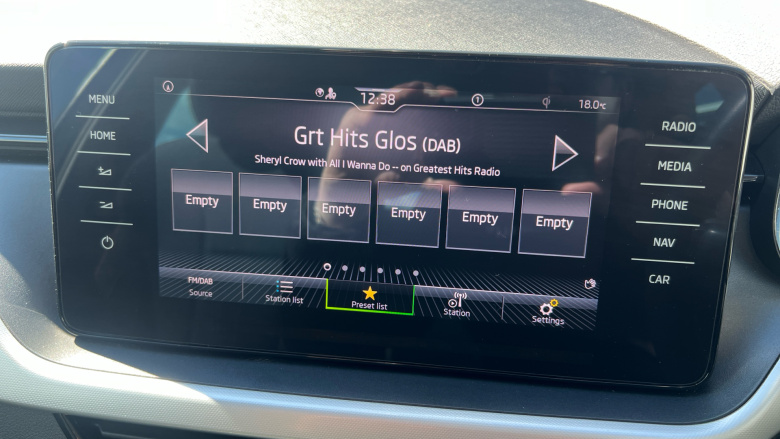 MENU
HOME
12:38
18.0°C
Grt Hits Glos (DAB)
Sheryl Crow with All I Wanna Do -- on Greatest Hits Radio
Empty
Empty
Empty
Empty
Empty
Empty
FM/DAB
Source
Station list
Preset list
Station
Settings
RADIO
MEDIA
PHONE
NAV
CAR